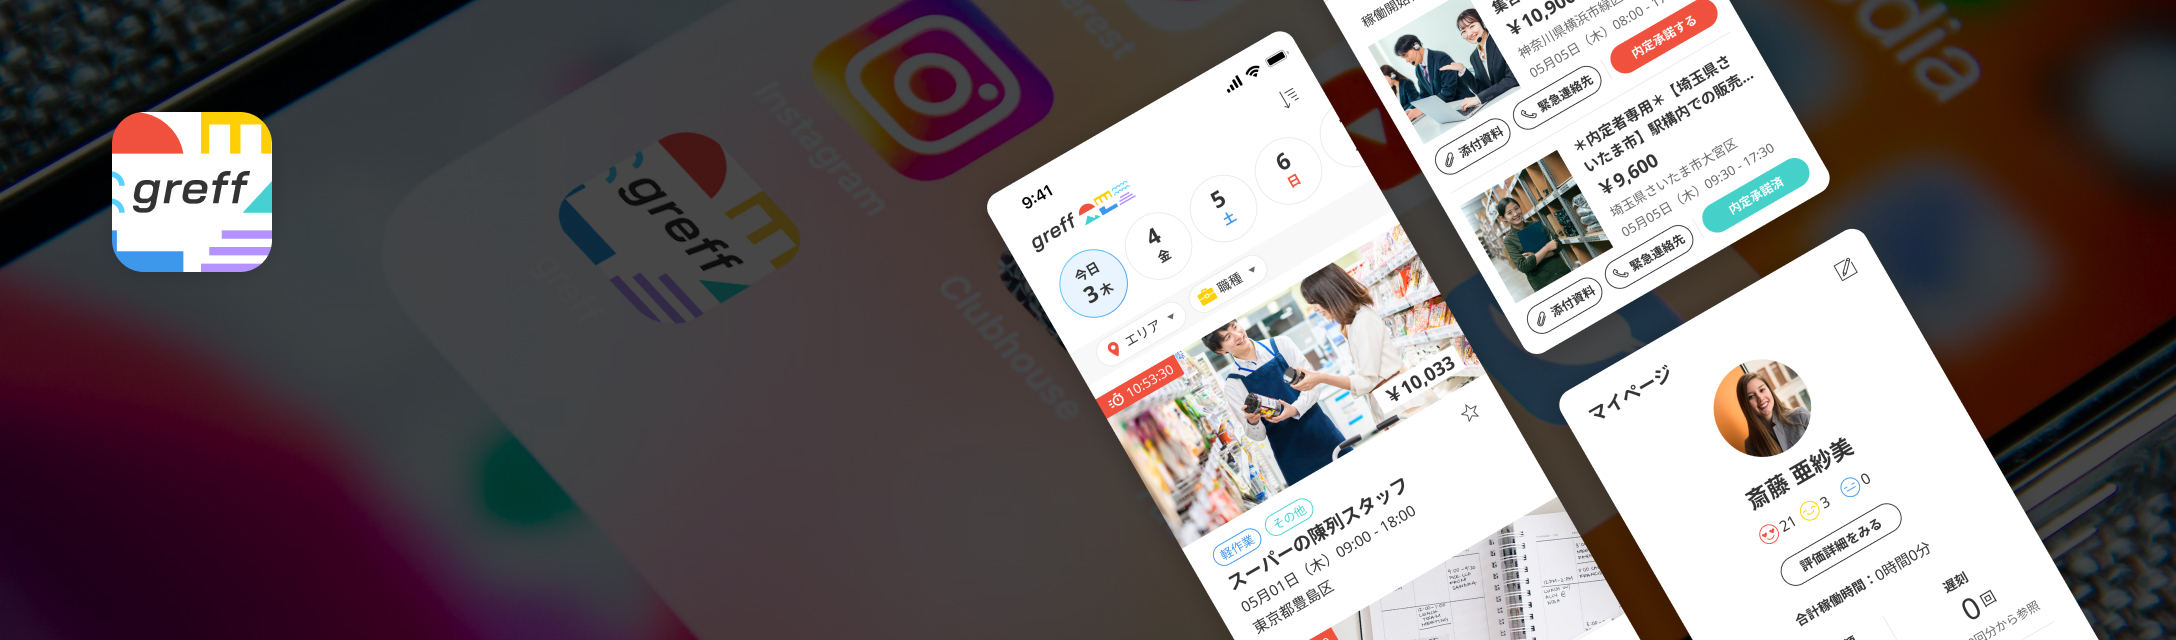 greff
greff
Instagram
Clubhouse
9:41
greff
今日
3 木
4
金
5
土
6
日
エリア
職種
10:53:30
¥10,033
軽作業
その他
スーパーの陳列スタッフ
05月01日（木）09:00 - 18:00
東京都豊島区
¥10,900
神奈川県横浜市緑区
05月05日（木）08:00 - 17
内定承諾する
添付資料
緊急連絡先
＊内定者専用＊【埼玉県さ
いたま市】駅構内での販売...
¥9,600
埼玉県さいたま市大宮区
05月05日（木）09:30 - 17:30
内定承諾済
添付資料
緊急連絡先
マイページ
斎藤 亜紗美
21
3
0
評価詳細をみる
合計稼働時間：0時間0分
遅刻
0回
回分から参照